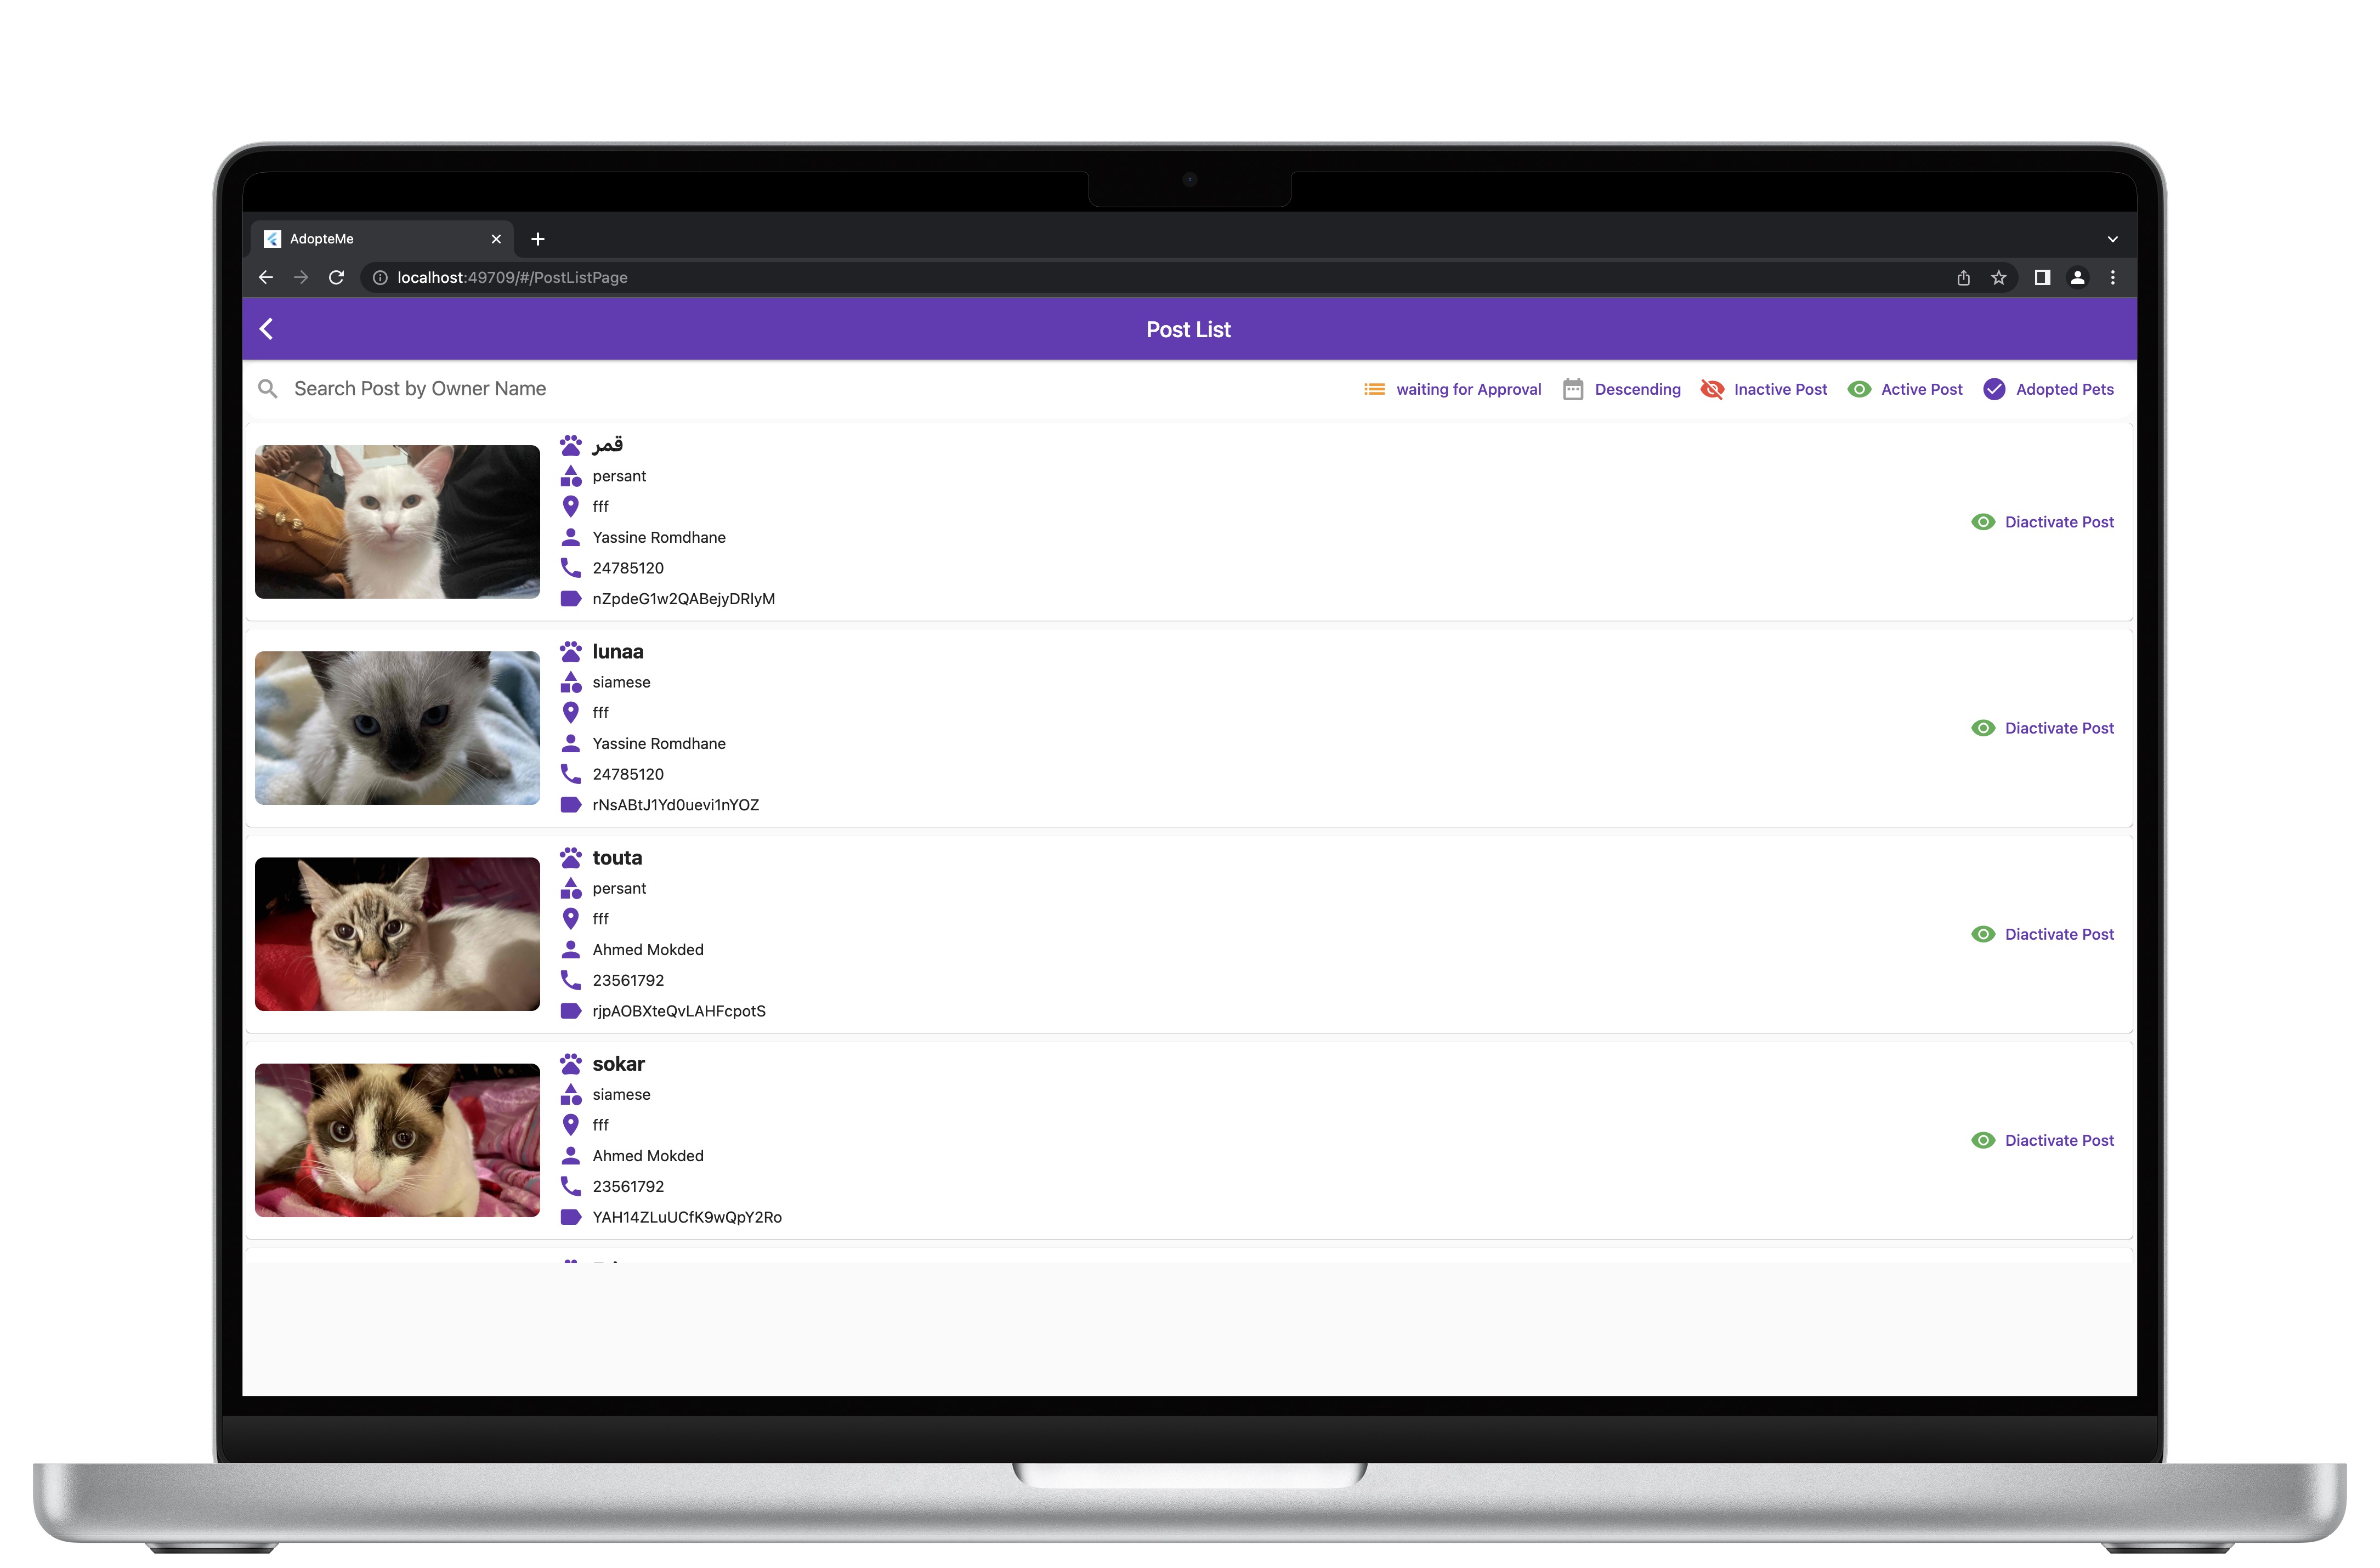 AdopteMe
localhost:49709/#/PostListPage
Post List
Search Post by Owner Name
waiting for Approval
Descending
Inactive Post
Active Post
Adopted Pets
قمر
persant
fff
Yassine Romdhane
24785120
nZpdeG1w2QABejyDRlyM
Diactivate Post
lunaa
siamese
fff
Yassine Romdhane
24785120
rNsABtJ1Yd0uevi1nYOZ
Diactivate Post
touta
persant
fff
Ahmed Mokded
23561792
rjpAOBXteQvLAHFcpotS
Diactivate Post
sokar
siamese
fff
Ahmed Mokded
23561792
YAH14ZLuUCfK9wQpY2Ro
Diactivate Post